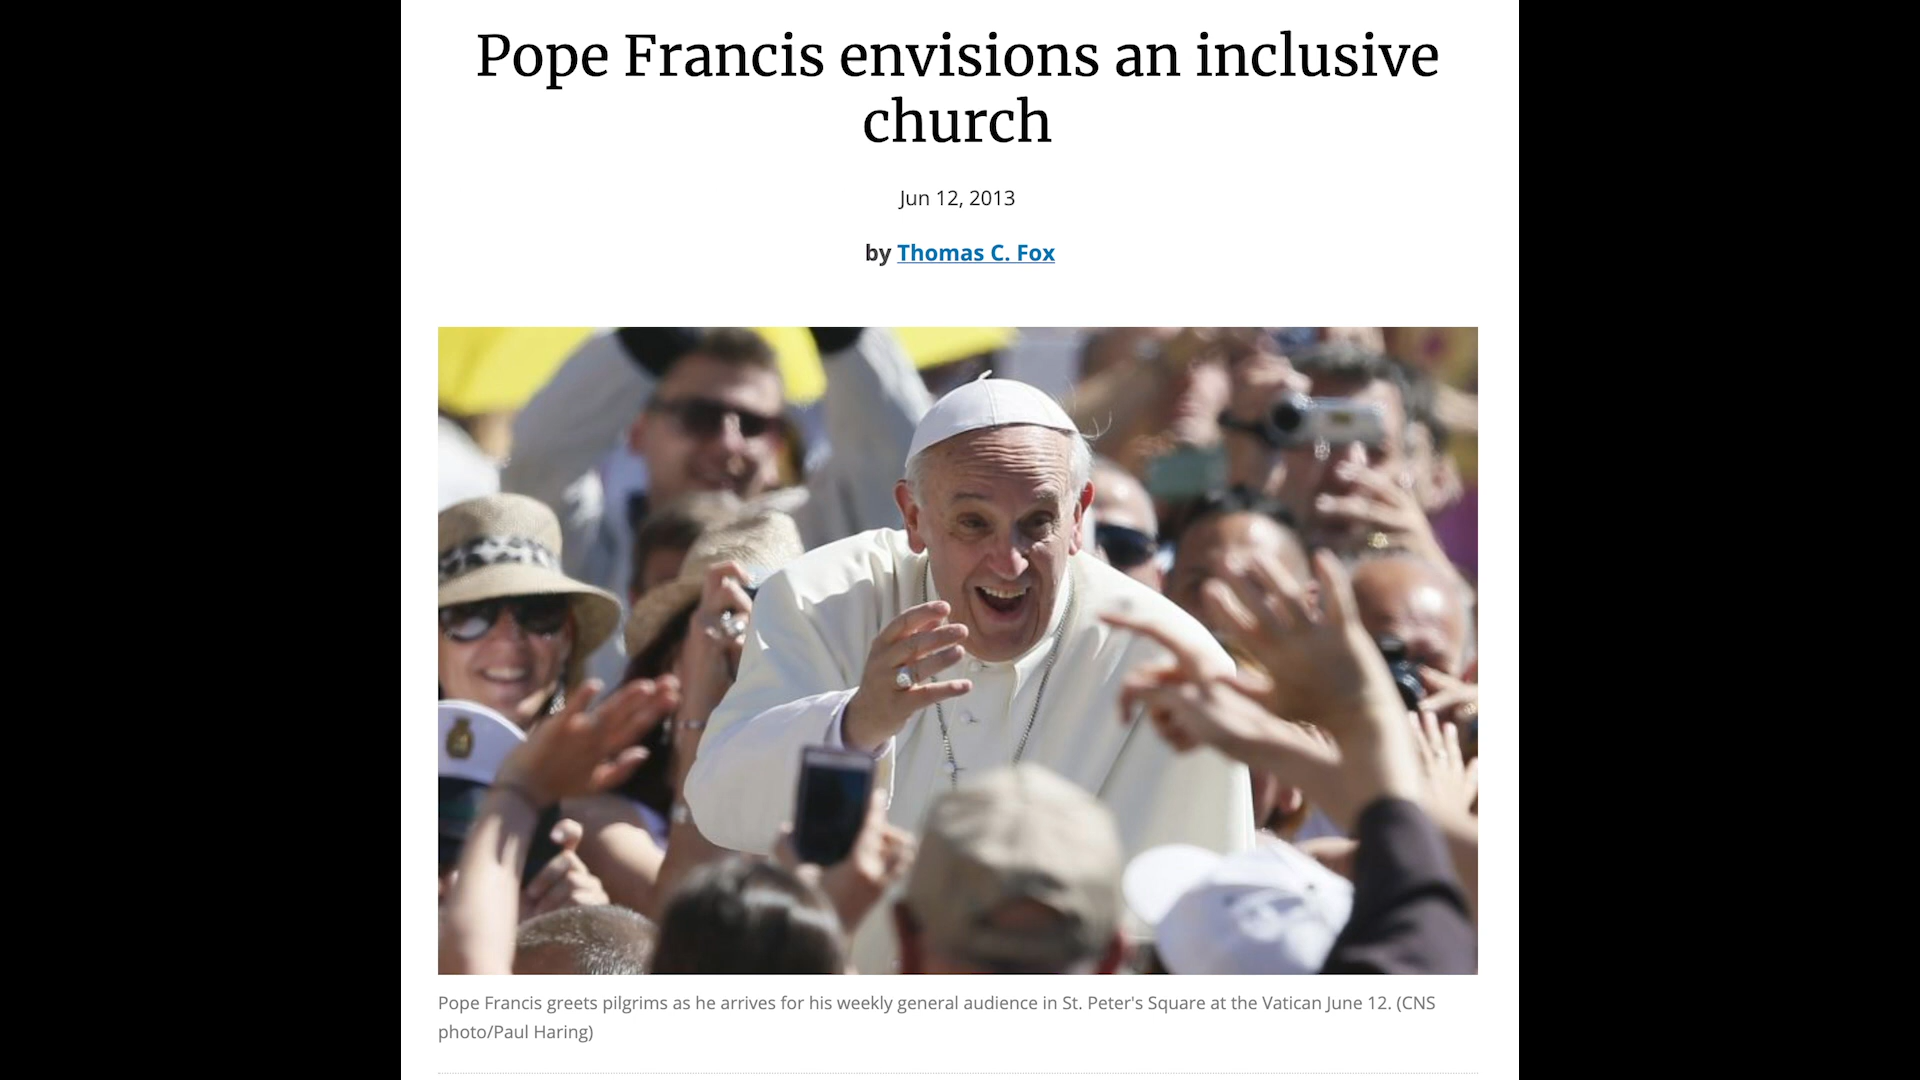 Pope Francis envisions an inclusive
church
Jun 12, 2013
by Thomas C. Fox
Pope Francis greets pilgrims as he arrives for his weekly general audience in St. Peter's Square at the Vatican June 12. (CNS
photo/Paul Haring)